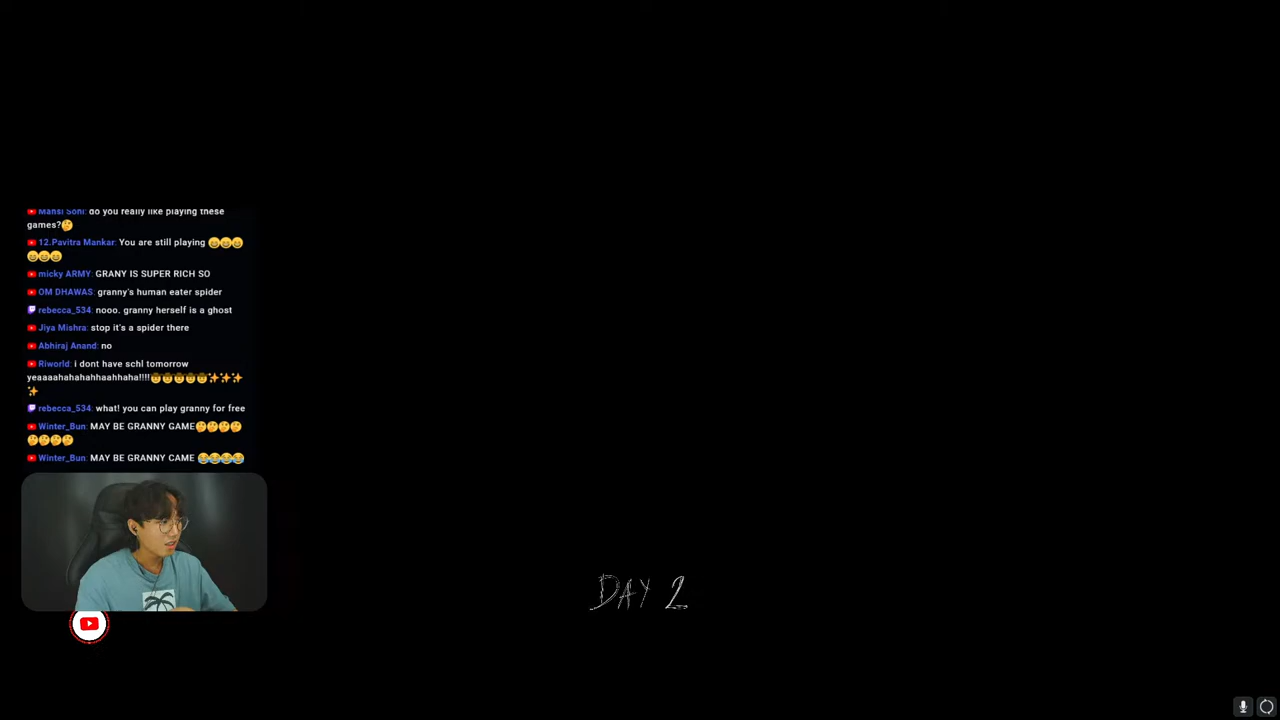 Mansi Soni: do you really like playing these
games?🤔
12.Pavitra Mankar: You are still playing 😆😆😆
😆😆😆
micky ARMY: GRANY IS SUPER RICH SO
OM DHAWAS: granny's human eater spider
rebecca_534: nooo. granny herself is a ghost
Jiya Mishra: stop it's a spider there
Abhiraj Anand: no
Riworld: i dont have schl tomorrow
yeaaaahahahahhaahhaha!!!!🤠🤠🤠🤠🤠✨✨✨
✨
rebecca_534: what! you can play granny for free
Winter_Bun: MAY BE GRANNY GAME🤔🤔🤔🤔
🤔🤔🤔🤔
Winter_Bun: MAY BE GRANNY CAME 😂😂😂😂
DAY 2